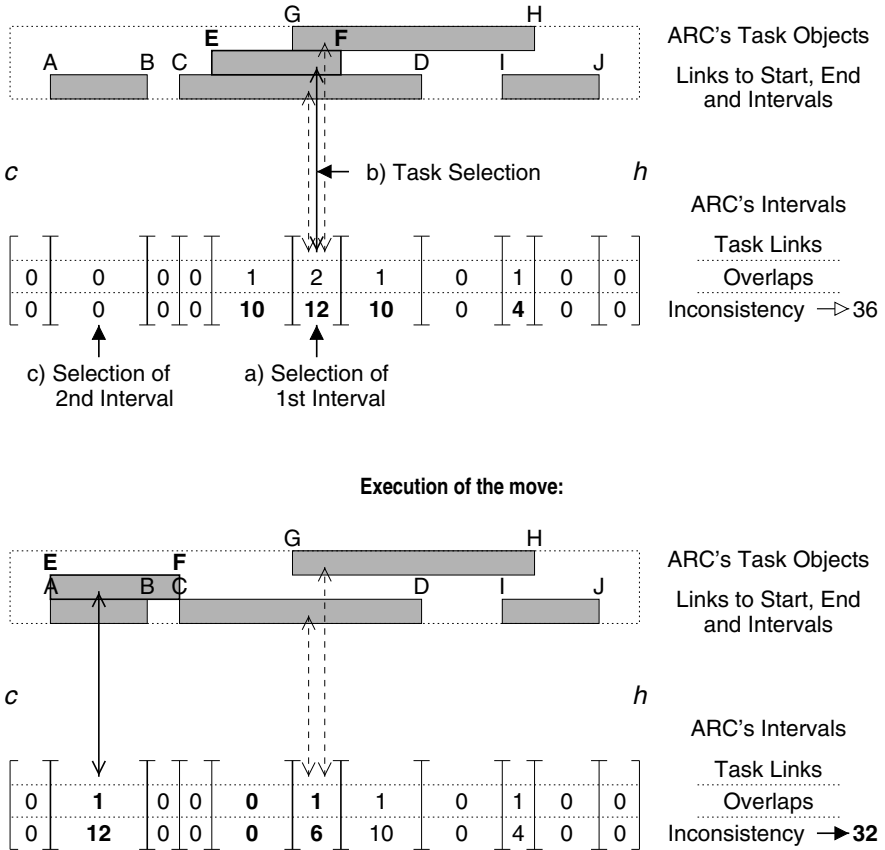 G H
E F ARC's Task Objects
A B C D I J Links to Start, End
and Intervals
c b) Task Selection h
ARC's Intervals
Task Links
0 0 0 0 1 2 1 0 1 0 0 Overlaps
0 0 0 0 10 12 10 0 4 0 0 Inconsistency 36
c) Selection of a) Selection of
2nd Interval 1st Interval
Execution of the move:
G H
E F ARC's Task Objects
A B C D I J Links to Start, End
and Intervals
c h
ARC's Intervals
Task Links
0 1 0 0 0 1 1 0 1 0 0 Overlaps
0 12 0 0 0 6 10 0 4 0 0 Inconsistency 32